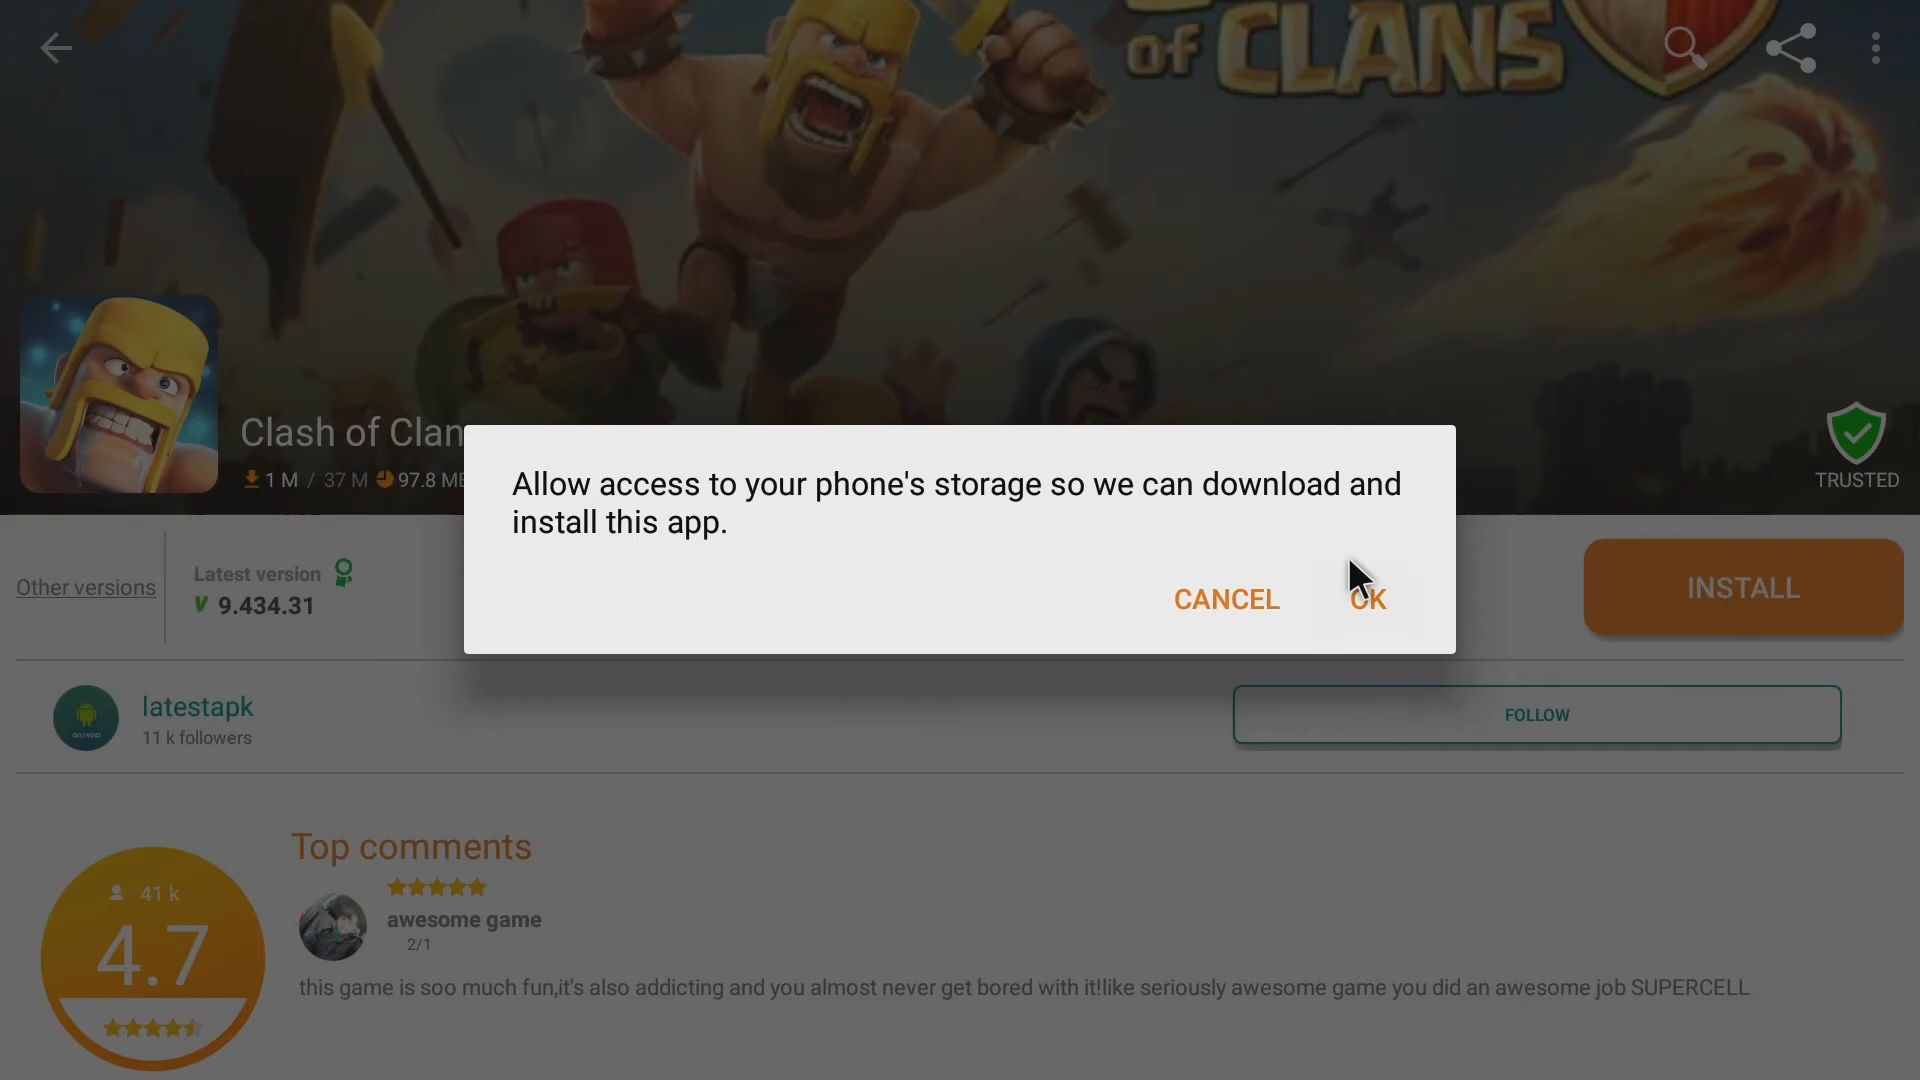 of CLANS
Clash of Clan
1 M / 37 M 97.8 MB
TRUSTED
Allow access to your phone's storage so we can download and
install this app.
CANCEL OK
Other versions
Latest version
V 9.434.31
INSTALL
latestapk
11 k followers
FOLLOW
Top comments
41 k
4.7
awesome game
2/1
this game is soo much fun,it's also addicting and you almost never get bored with it!like seriously awesome game you did an awesome job SUPERCELL